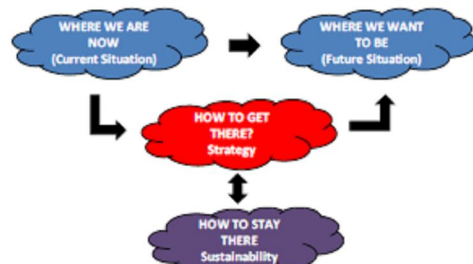 WHERE WE ARE
NOW
(Current Situation)
WHERE WE WANT
TO BE
(Future Situation)
HOW TO GET
THERE?
Strategy
HOW TO STAY
THERE
Sustainability